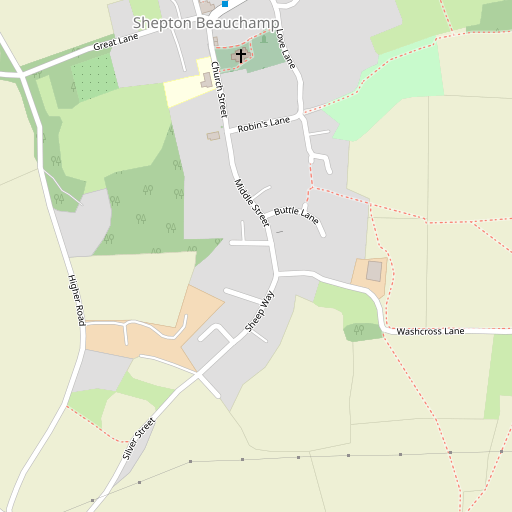 Shepton Beauchamp
Great Lane
Love Lane
Church Street
Robin's Lane
Middle Street
Buttle Lane
Higher Road
Sheep Way
Washcross Lane
Silver Street